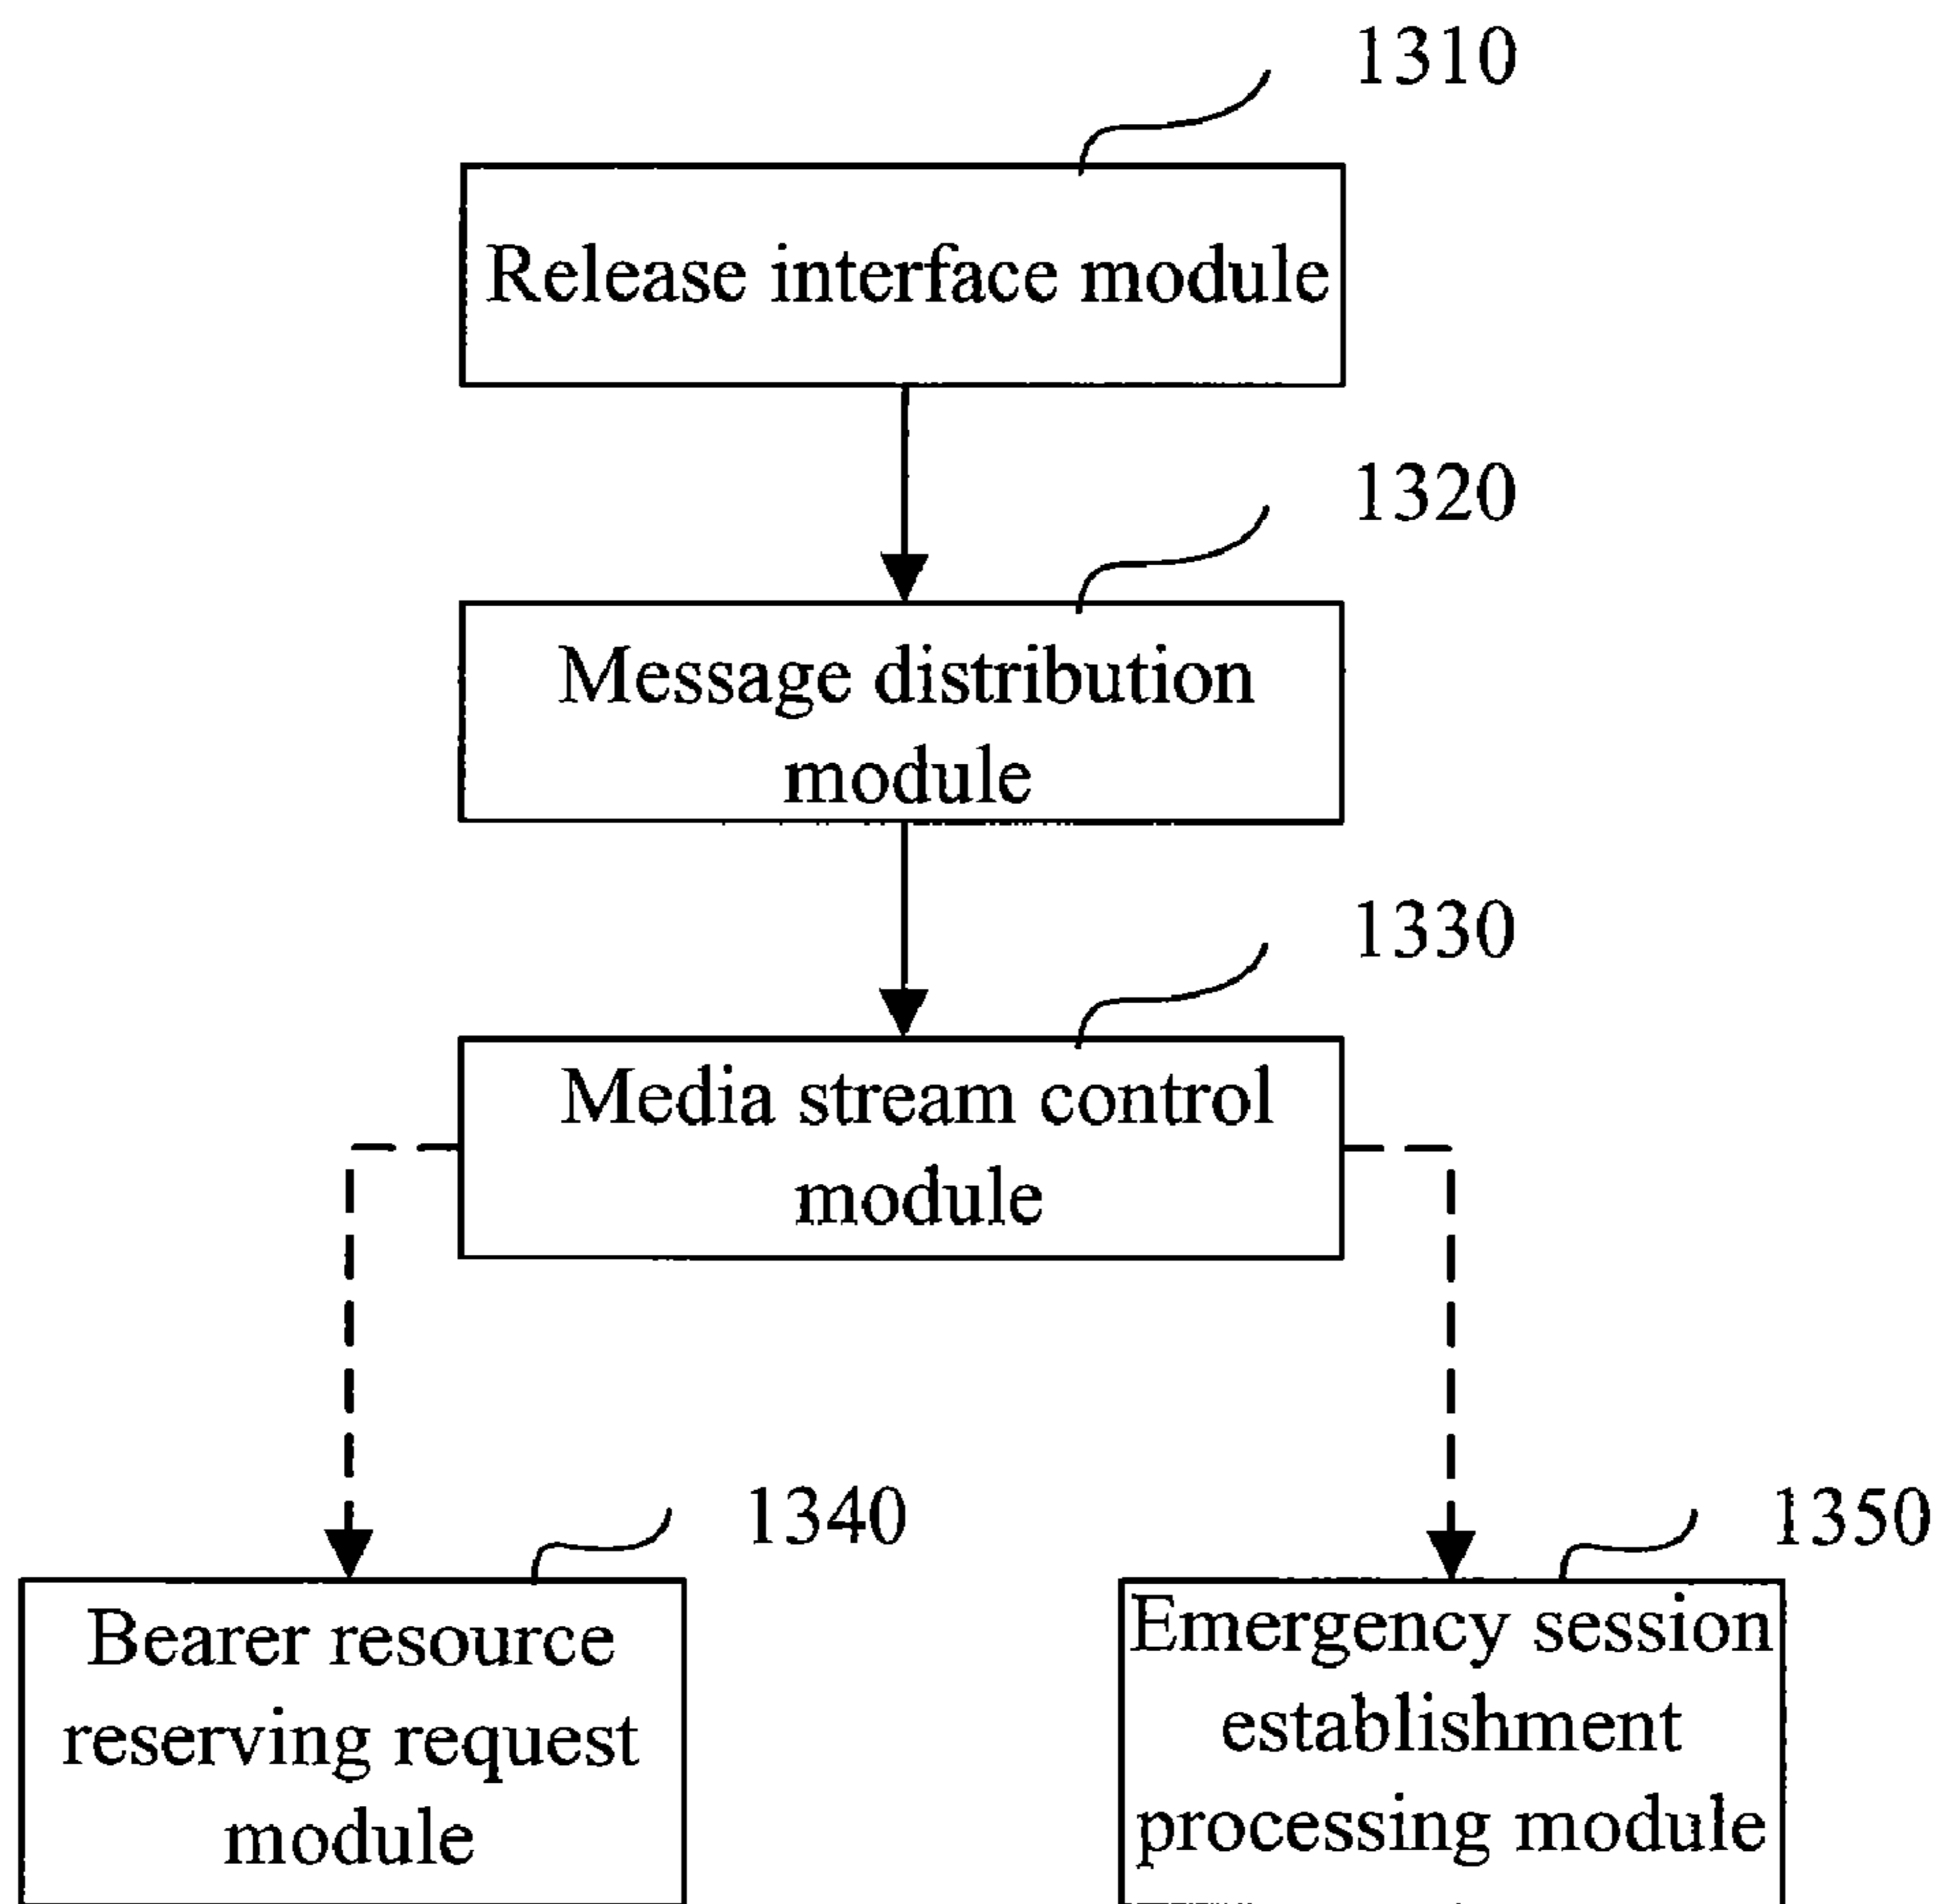 1310
Release interface module
1320
Message distribution
module
1330
Media stream control
module
1340
Bearer resource
reserving request
module
1350
Emergency session
establishment
processing module